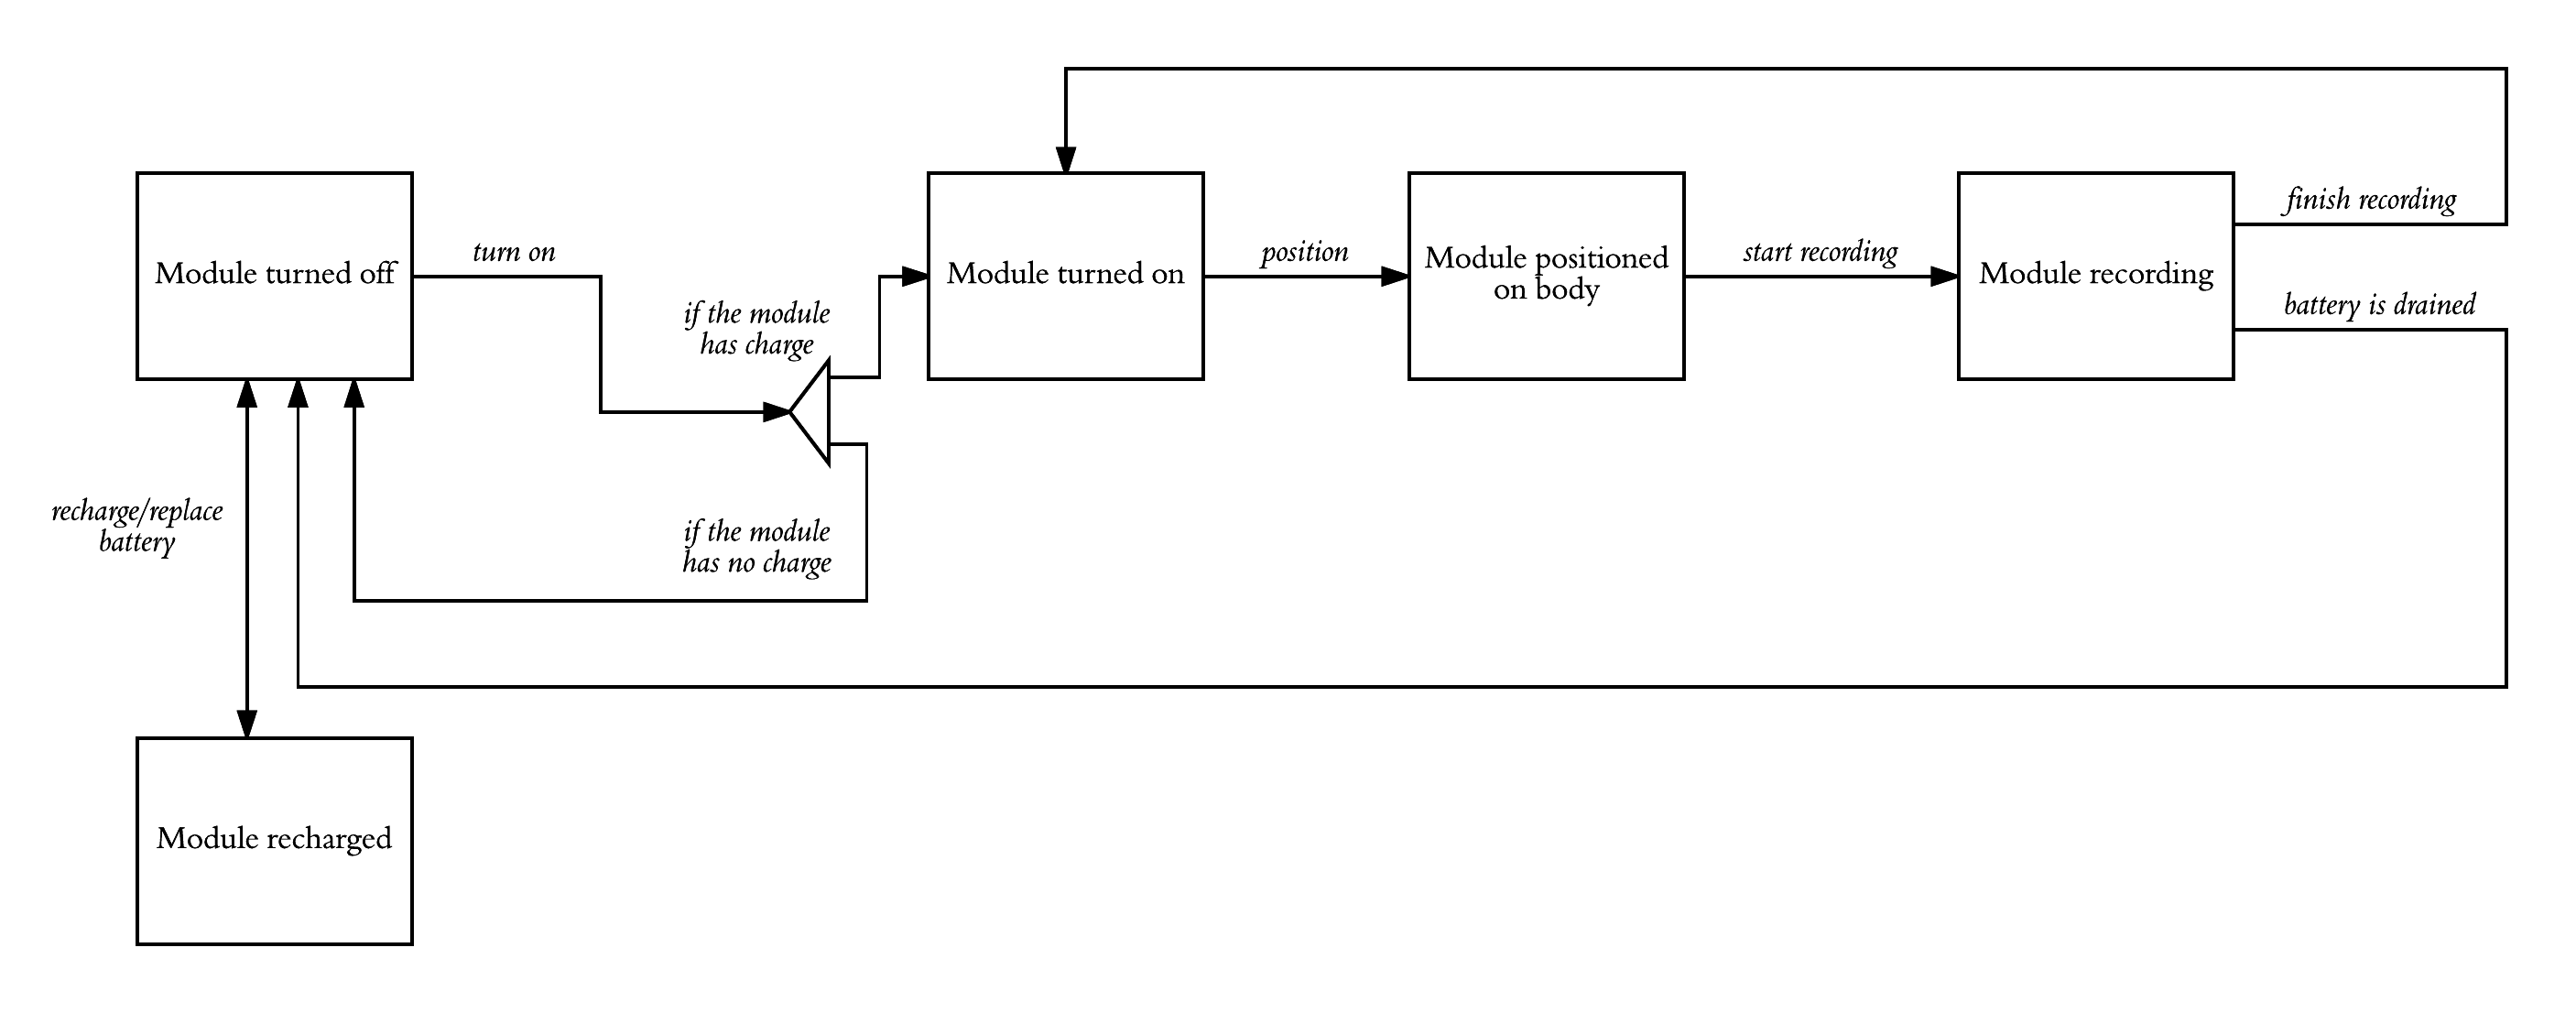 finish recording
turn on
position
Module positioned
on body
start recording
Module turned off
Module turned on
Module recording
if the module
has charge
battery is drained
recharge/replace
battery
if the module
has no charge
Module recharged